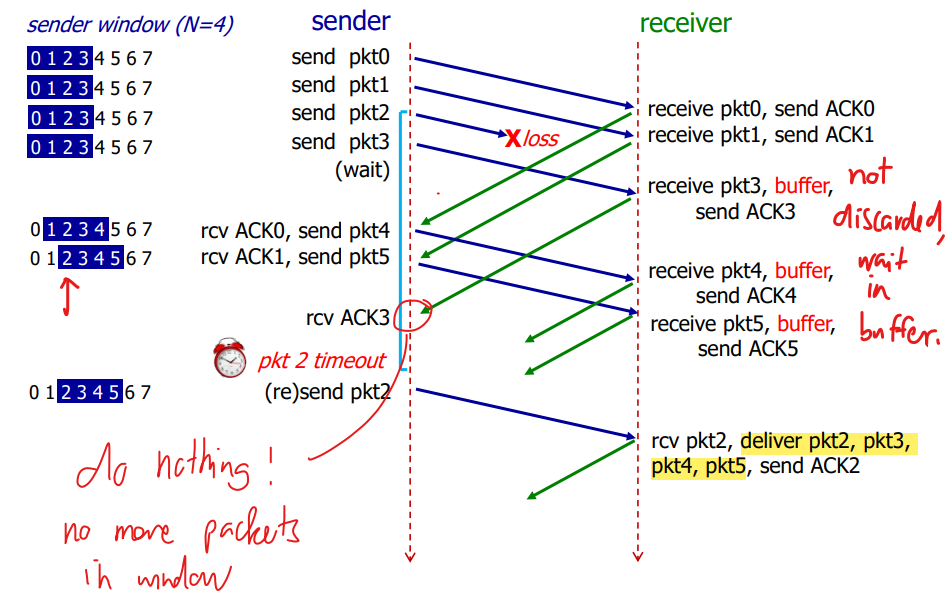 sender window (N=4)
sender
receiver
0 1 2 3 4 5 6 7
send pkt0
0 1 2 3 4 5 6 7
send pkt1
0 1 2 3 4 5 6 7
send pkt2
0 1 2 3 4 5 6 7
send pkt3
(wait)
X loss
receive pkt0, send ACK0
receive pkt1, send ACK1
receive pkt3, buffer,
send ACK3
not
discarded,
wait
in
buffer.
0 1 2 3 4 5 6 7
rcv ACK0, send pkt4
0 1 2 3 4 5 6 7
rcv ACK1, send pkt5
receive pkt4, buffer,
send ACK4
receive pkt5, buffer,
send ACK5
rcv ACK3
pkt 2 timeout
0 1 2 3 4 5 6 7
(re)send pkt2
rcv pkt2, deliver pkt2, pkt3,
pkt4, pkt5, send ACK2
do nothing!
no more packets
in window